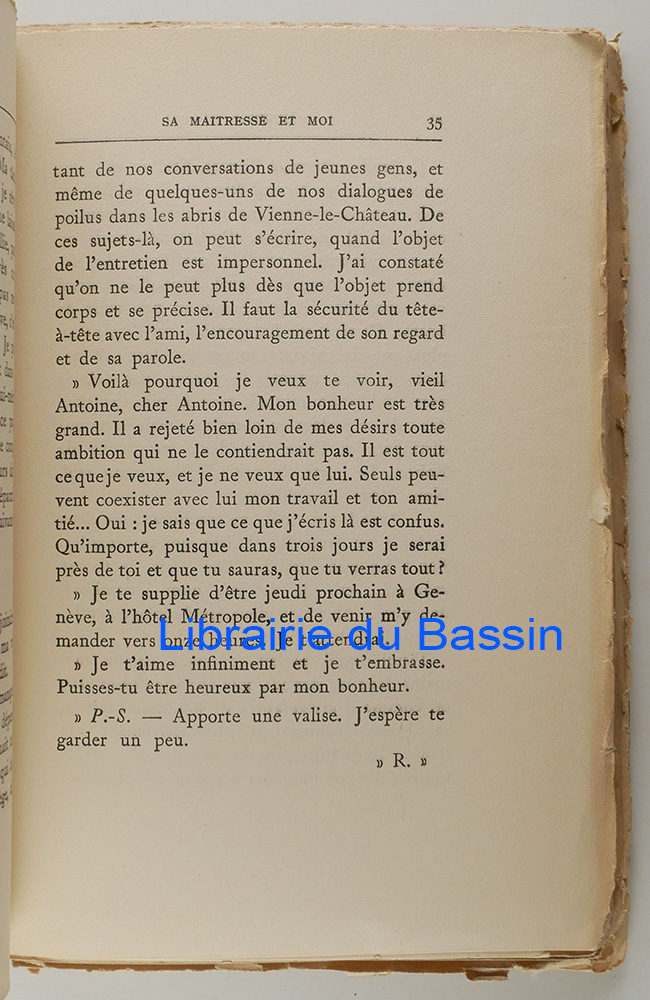 SA MAITRESSE ET MOI 35
tant de nos conversations de jeunes gens, et
même de quelques-uns de nos dialogues de
poilus dans les abris de Vienne-le-Château. De
ces sujets-là, on peut s'écrire, quand l'objet
de l'entretien est impersonnel. J'ai constaté
qu'on ne le peut plus dès que l'objet prend
corps et se précise. Il faut la sécurité du tête-
à-tête avec l'ami, l'encouragement de son regard
et de sa parole.
» Voilà pourquoi je veux te voir, vieil
Antoine, cher Antoine. Mon bonheur est très
grand. Il a rejeté bien loin de mes désirs toute
ambition qui ne le contiendrait pas. Il est tout
ce que je veux, et je ne veux que lui. Seuls peu-
vent coexister avec lui mon travail et ton ami-
tié... Oui : je sais que ce que j'écris là est confus.
Qu'importe, puisque dans trois jours je serai
près de toi et que tu sauras, que tu verras tout ?
» Je te supplie d'être jeudi prochain à Ge-
nève, à l'hôtel Métropole, et de venir m'y de-
mander vers onze heures. Je t'attendrai.
Librairie du Bassin
» Je t'aime infiniment et je t'embrasse.
Puisses-tu être heureux par mon bonheur.
» P.-S. — Apporte une valise. J'espère te
garder un peu.
» R. »